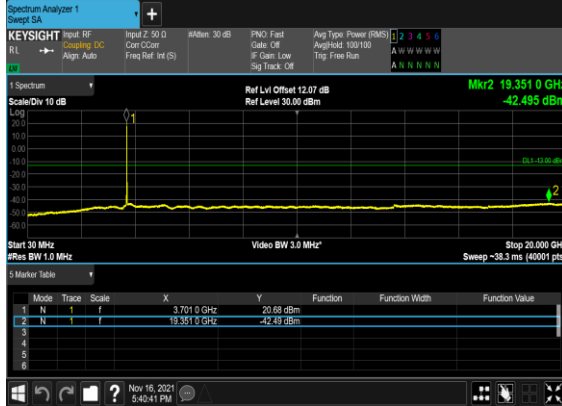 Spectrum Analyzer 1
Swept SA
+
KEYSIGHT Input: RF Input Z: 50 Ω #Atten: 30 dB PNO: Fast Avg Type: Power (RMS) 1 2 3 4 5 6
RL Coupling: DC Corr CCorr Gate: Off Avg|Hold: 100/100 A W W W W W
Align: Auto Freq Ref: Int (S) IF Gain: Low Trig: Free Run
Sig Track: Off A N N N N N
1 Spectrum Ref Lvl Offset 12.07 dB Mkr2 19.351 0 GHz
Scale/Div 10 dB Ref Level 30.00 dBm -42.495 dBm
Log
20.0
10.0
0.00
-10.0
DL1 -13.00 dBm
-20.0
-30.0
-40.0
-50.0
-60.0
1
2
Start 30 MHz Video BW 3.0 MHz* Stop 20.000 GHz
#Res BW 1.0 MHz Sweep ~38.3 ms (40001 pts)
5 Marker Table
Mode Trace Scale X Y Function Function Width Function Value
1 N 1 f 3.701 0 GHz 20.68 dBm
2 N 1 f 19.351 0 GHz -42.49 dBm
3
4
5
6
? Nov 16, 2021
5:40:41 PM